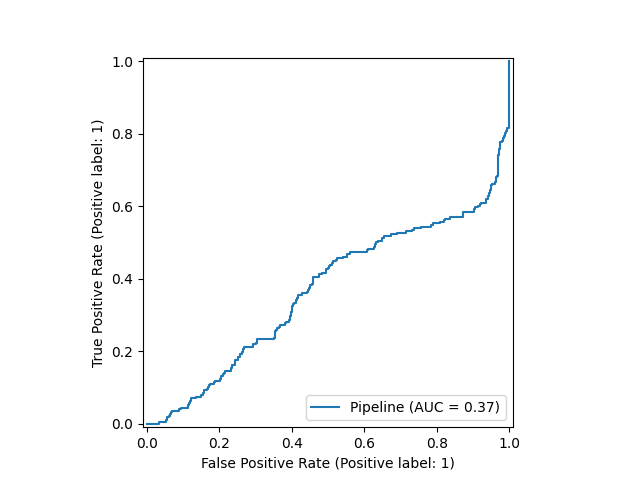 1.0
0.8
0.6
0.4
0.2
0.0
True Positive Rate (Positive label: 1)
Pipeline (AUC = 0.37)
0.0 0.2 0.4 0.6 0.8 1.0
False Positive Rate (Positive label: 1)